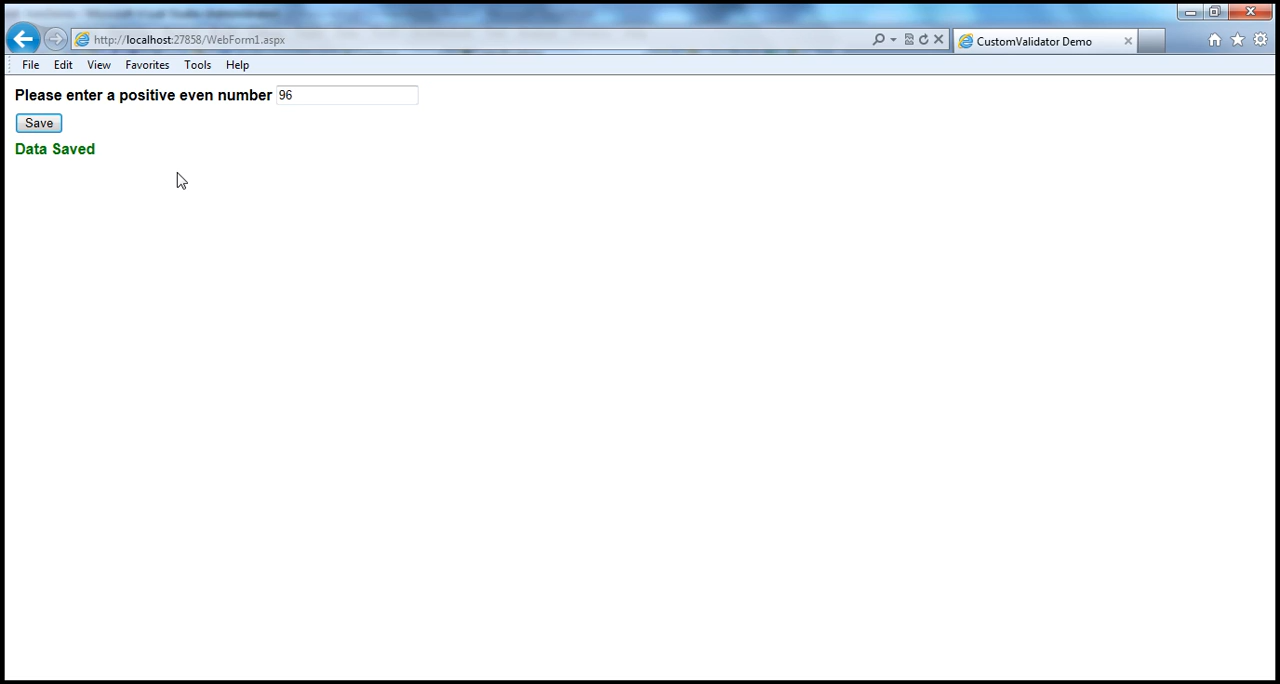 http://localhost:27858/WebForm1.aspx
CustomValidator Demo
File Edit View Favorites Tools Help
Please enter a positive even number 96
Save
Data Saved